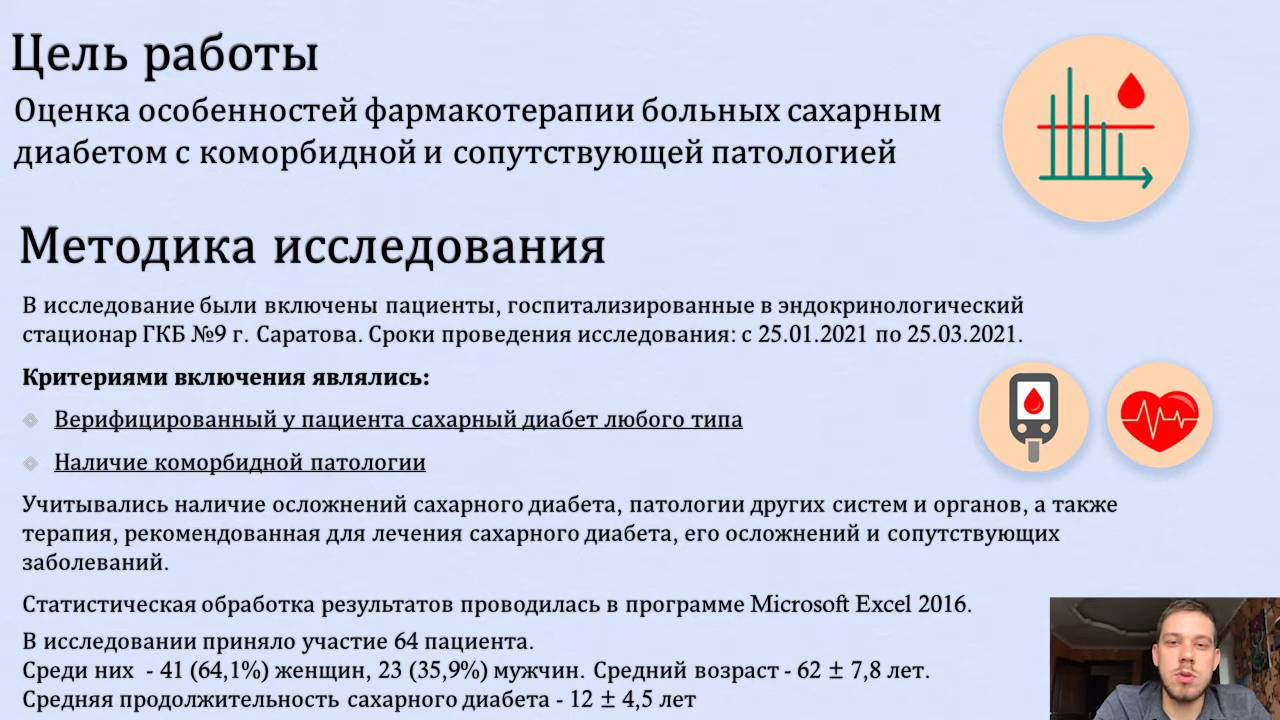 Цель работы
Оценка особенностей фармакотерапии больных сахарным
диабетом с коморбидной и сопутствующей патологией
Методика исследования
В исследование были включены пациенты, госпитализированные в эндокринологический
стационар ГКБ №9 г. Саратова. Сроки проведения исследования: с 25.01.2021 по 25.03.2021.
Критериями включения являлись:
Верифицированный у пациента сахарный диабет любого типа
Наличие коморбидной патологии
Учитывались наличие осложнений сахарного диабета, патологии других систем и органов, а также
терапия, рекомендованная для лечения сахарного диабета, его осложнений и сопутствующих
заболеваний.
Статистическая обработка результатов проводилась в программе Microsoft Excel 2016.
В исследовании приняло участие 64 пациента.
Среди них - 41 (64,1%) женщин, 23 (35,9%) мужчин. Средний возраст - 62 ± 7,8 лет.
Средняя продолжительность сахарного диабета - 12 ± 4,5 лет